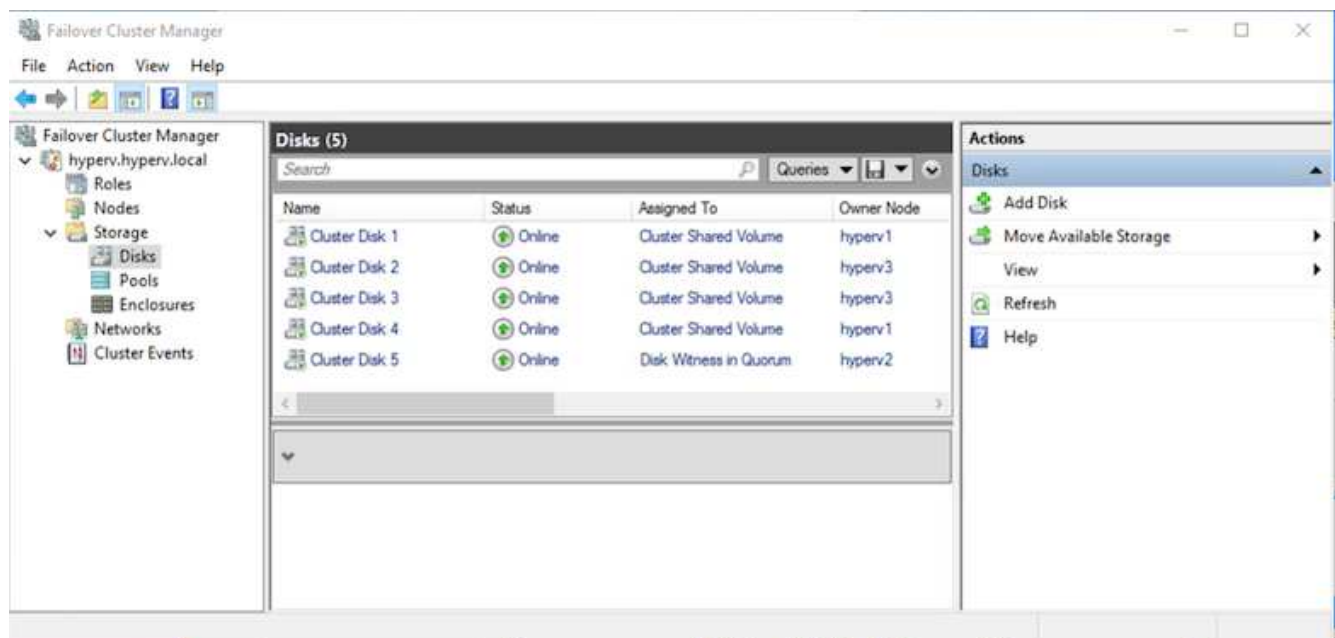 Failover Cluster Manager
File Action View Help
Failover Cluster Manager
hyperv.hyperv.local
Roles
Nodes
Storage
Disks
Pools
Enclosures
Networks
Cluster Events
Disks (5)
Search
Queries
Name Status Assigned To Owner Node
Cluster Disk 1 Online Cluster Shared Volume hyperv1
Cluster Disk 2 Online Cluster Shared Volume hyperv3
Cluster Disk 3 Online Cluster Shared Volume hyperv3
Cluster Disk 4 Online Cluster Shared Volume hyperv1
Cluster Disk 5 Online Disk Witness in Quorum hyperv2
Actions
Disks
Add Disk
Move Available Storage
View
Refresh
Help